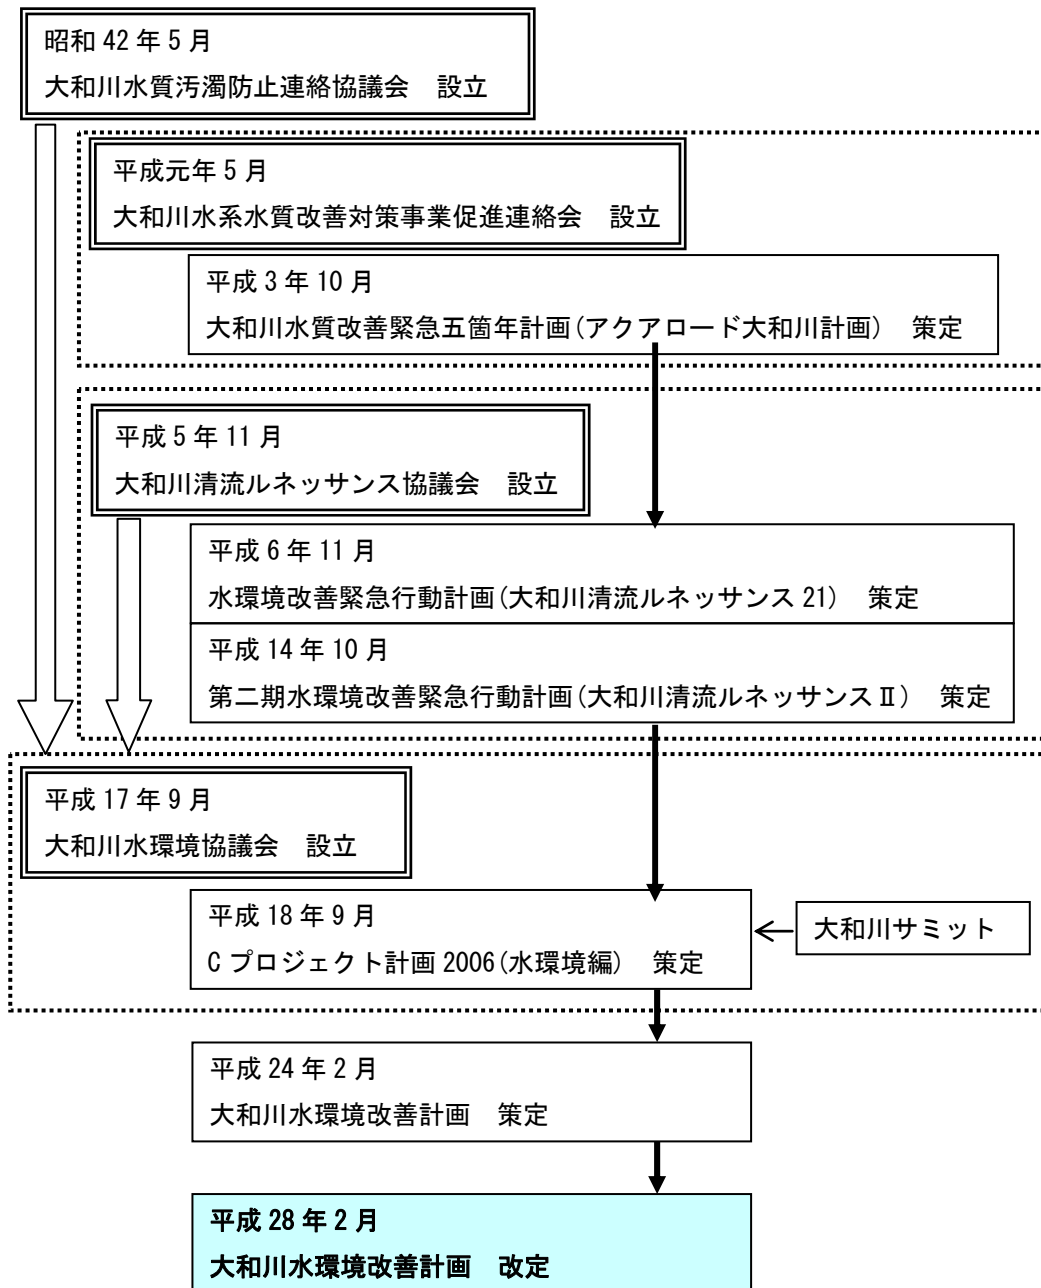 昭和 42 年 5 月
大和川水質汚濁防止連絡協議会　設立
平成元年 5 月
大和川水系水質改善対策事業促進連絡会　設立
平成 3 年 10 月
大和川水質改善緊急五箇年計画(アクアロード大和川計画)　策定
平成 5 年 11 月
大和川清流ルネッサンス協議会　設立
平成 6 年 11 月
水環境改善緊急行動計画(大和川清流ルネッサンス 21)　策定
平成 14 年 10 月
第二期水環境改善緊急行動計画(大和川清流ルネッサンスⅡ)　策定
平成 17 年 9 月
大和川水環境協議会　設立
平成 18 年 9 月
C プロジェクト計画 2006(水環境編)　策定
大和川サミット
平成 24 年 2 月
大和川水環境改善計画　策定
平成 28 年 2 月
大和川水環境改善計画　改定